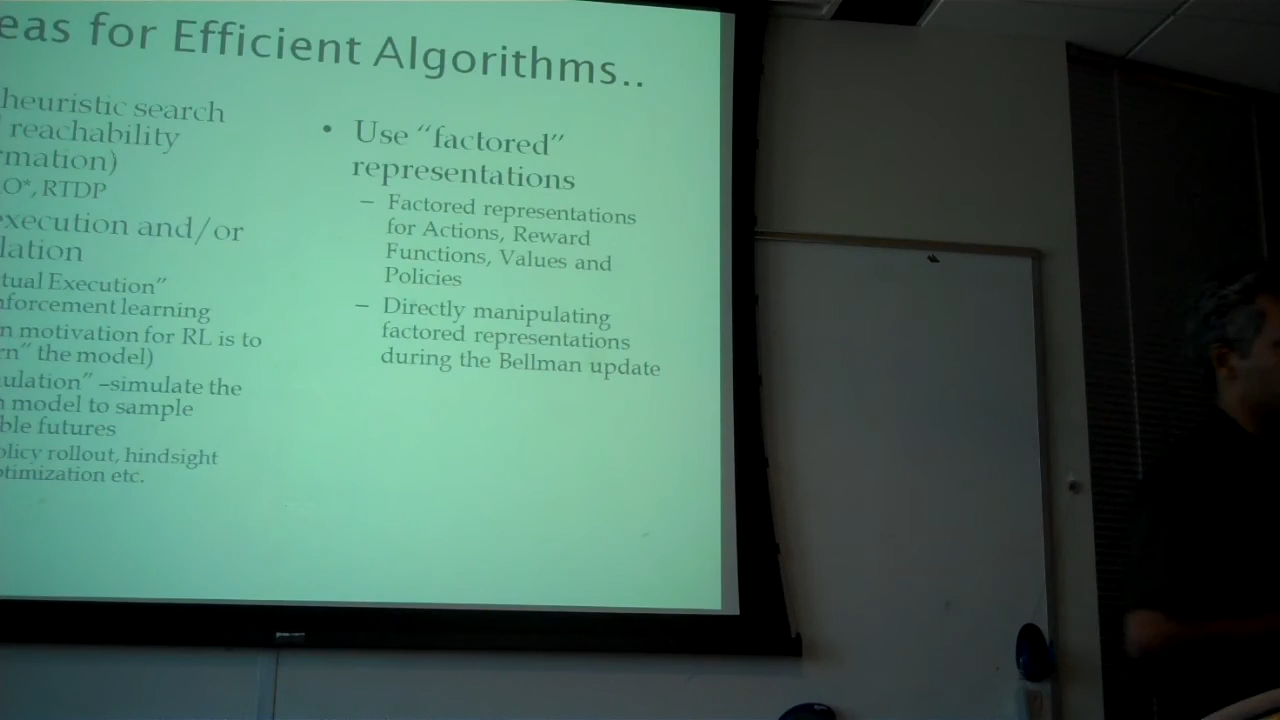 eas for Efficient Algorithms..
heuristic search
reachability
rmation)
O*, RTDP
execution and/or
lation
tual Execution”
nforcement learning
n motivation for RL is to
rn” the model)
ulation” –simulate the
model to sample
ble futures
olicy rollout, hindsight
ptimization etc.
• Use “factored”
representations
– Factored representations
for Actions, Reward
Functions, Values and
Policies
– Directly manipulating
factored representations
during the Bellman update